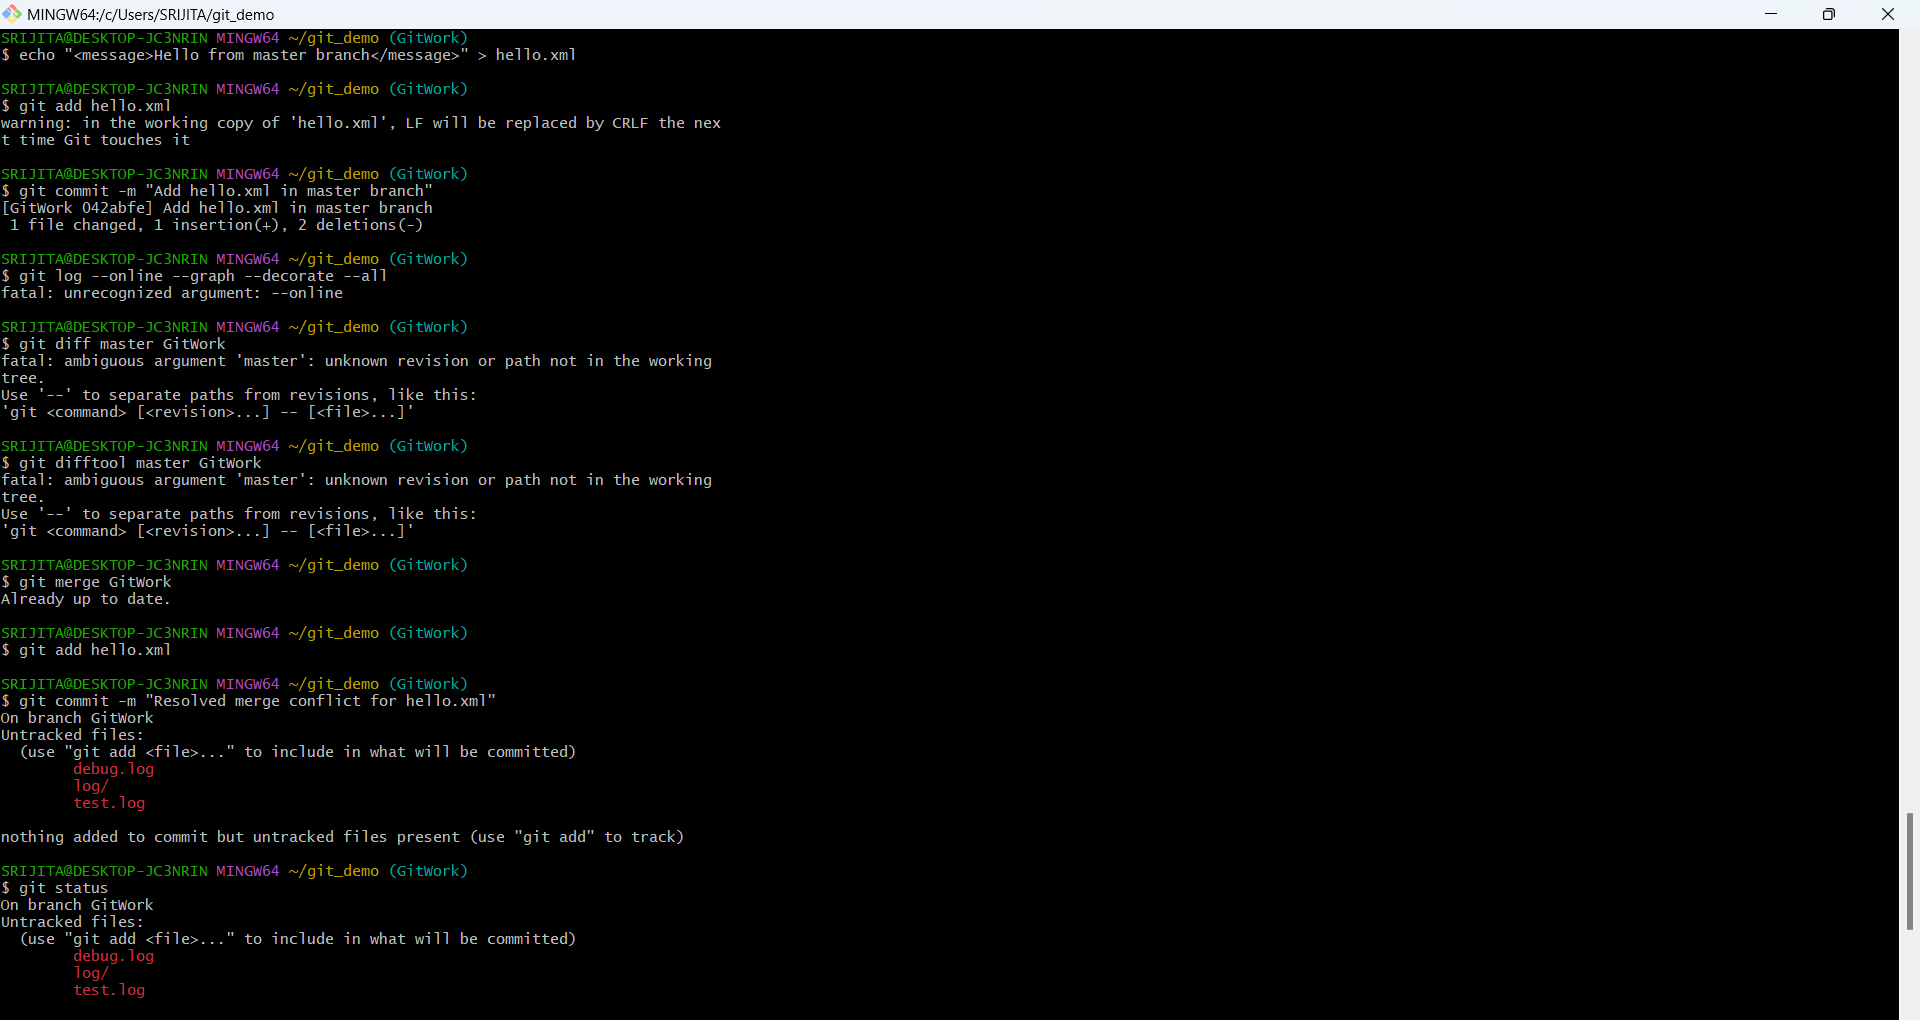 MINGW64:/c/Users/SRIJITA/git_demo
SRIJITA@DESKTOP-JC3NRIN MINGW64 ~/git_demo (GitWork)
$ echo "<message>Hello from master branch</message>" > hello.xml
SRIJITA@DESKTOP-JC3NRIN MINGW64 ~/git_demo (GitWork)
$ git add hello.xml
warning: in the working copy of 'hello.xml', LF will be replaced by CRLF the nex
t time Git touches it
SRIJITA@DESKTOP-JC3NRIN MINGW64 ~/git_demo (GitWork)
$ git commit -m "Add hello.xml in master branch"
[GitWork 042abfe] Add hello.xml in master branch
 1 file changed, 1 insertion(+), 2 deletions(-)
SRIJITA@DESKTOP-JC3NRIN MINGW64 ~/git_demo (GitWork)
$ git log --online --graph --decorate --all
fatal: unrecognized argument: --online
SRIJITA@DESKTOP-JC3NRIN MINGW64 ~/git_demo (GitWork)
$ git diff master GitWork
fatal: ambiguous argument 'master': unknown revision or path not in the working
tree.
Use '--' to separate paths from revisions, like this:
'git <command> [<revision>...] -- [<file>...]'
SRIJITA@DESKTOP-JC3NRIN MINGW64 ~/git_demo (GitWork)
$ git difftool master GitWork
fatal: ambiguous argument 'master': unknown revision or path not in the working
tree.
Use '--' to separate paths from revisions, like this:
'git <command> [<revision>...] -- [<file>...]'
SRIJITA@DESKTOP-JC3NRIN MINGW64 ~/git_demo (GitWork)
$ git merge GitWork
Already up to date.
SRIJITA@DESKTOP-JC3NRIN MINGW64 ~/git_demo (GitWork)
$ git add hello.xml
SRIJITA@DESKTOP-JC3NRIN MINGW64 ~/git_demo (GitWork)
$ git commit -m "Resolved merge conflict for hello.xml"
On branch GitWork
Untracked files:
  (use "git add <file>..." to include in what will be committed)
        debug.log
        log/
        test.log
nothing added to commit but untracked files present (use "git add" to track)
SRIJITA@DESKTOP-JC3NRIN MINGW64 ~/git_demo (GitWork)
$ git status
On branch GitWork
Untracked files:
  (use "git add <file>..." to include in what will be committed)
        debug.log
        log/
        test.log